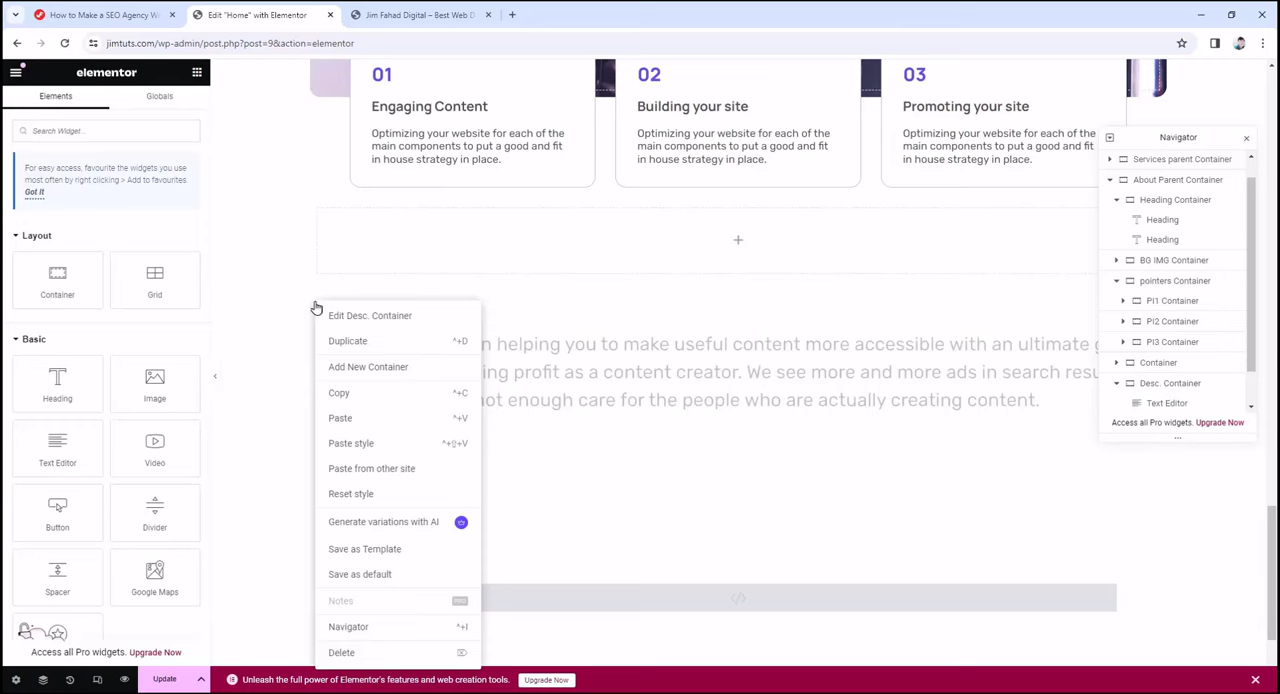 How to Make a SEO Agency We
Edit "Home" with Elementor
Jim Fahad Digital – Best Web D
jimtuts.com/wp-admin/post.php?post=9&action=elementor
elementor
Elements
Globals
Search Widget...
For easy access, favourite the widgets you use
most often by right clicking > Add to favourites.
Got It
Layout
Container
Grid
Basic
Heading
Image
Text Editor
Video
Button
Divider
Spacer
Google Maps
Access all Pro widgets. Upgrade Now
Update
01
Engaging Content
Optimizing your website for each of the
main components to put a good and fit
in house strategy in place.
02
Building your site
Optimizing your website for each of the
main components to put a good and fit
in house strategy in place.
03
Promoting your site
Optimizing your website for each of the
main components to put a good and fit
in house strategy in place.
Edit Desc. Container
Duplicate ^+D
Add New Container
Copy ^+C
Paste ^+V
Paste style ^+⇧+V
Paste from other site
Reset style
Generate variations with AI
Save as Template
Save as default
Notes
Navigator ^+I
Delete
n helping you to make useful content more accessible with an ultimate g
ing profit as a content creator. We see more and more ads in search resu
not enough care for the people who are actually creating content.
Navigator
Services parent Container
About Parent Container
Heading Container
Heading
Heading
BG IMG Container
pointers Container
PI1 Container
PI2 Container
PI3 Container
Container
Desc. Container
Text Editor
Access all Pro widgets. Upgrade Now
Unleash the full power of Elementor's features and web creation tools. Upgrade Now